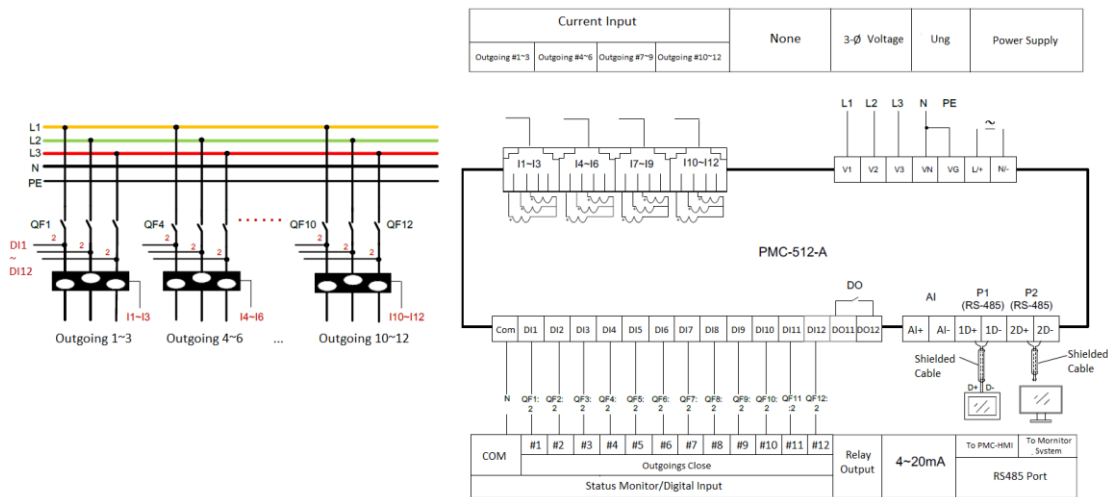 Current Input
None
3-Ø Voltage
Ung
Power Supply
Outgoing #1~3
Outgoing #4~6
Outgoing #7~9
Outgoing #10~12
L1
L2
L3
N
PE
QF1
QF4
......
QF10
QF12
2
2
2
2
2
2
2
2
2
DI1
~
DI12
I1~I3
I4~I6
I10~I12
Outgoing 1~3
Outgoing 4~6
...
Outgoing 10~12
L1 L2 L3 N PE ~
I1~I3 I4~I6 I7~I9 I10~I12
V1 V2 V3 VN VG L/+ N/-
PMC-512-A
DO
AI
P1
(RS-485)
P2
(RS-485)
Com DI1 DI2 DI3 DI4 DI5 DI6 DI7 DI8 DI9 DI10 DI11 DI12 DO11 DO12
AI+ AI- 1D+ 1D- 2D+ 2D-
Shielded
Cable
Shielded
Cable
D+ D-
N QF1: QF2: QF3: QF4: QF5: QF6: QF7: QF8: QF9: QF10: QF11 QF12:
2 2 2 2 2 2 2 2 2 2 :2 2
COM
#1 #2 #3 #4 #5 #6 #7 #8 #9 #10 #11 #12
Outgoings Close
Status Monitor/Digital Input
Relay
Output
4~20mA
To PMC-HMI
To Mornitor
System
RS485 Port